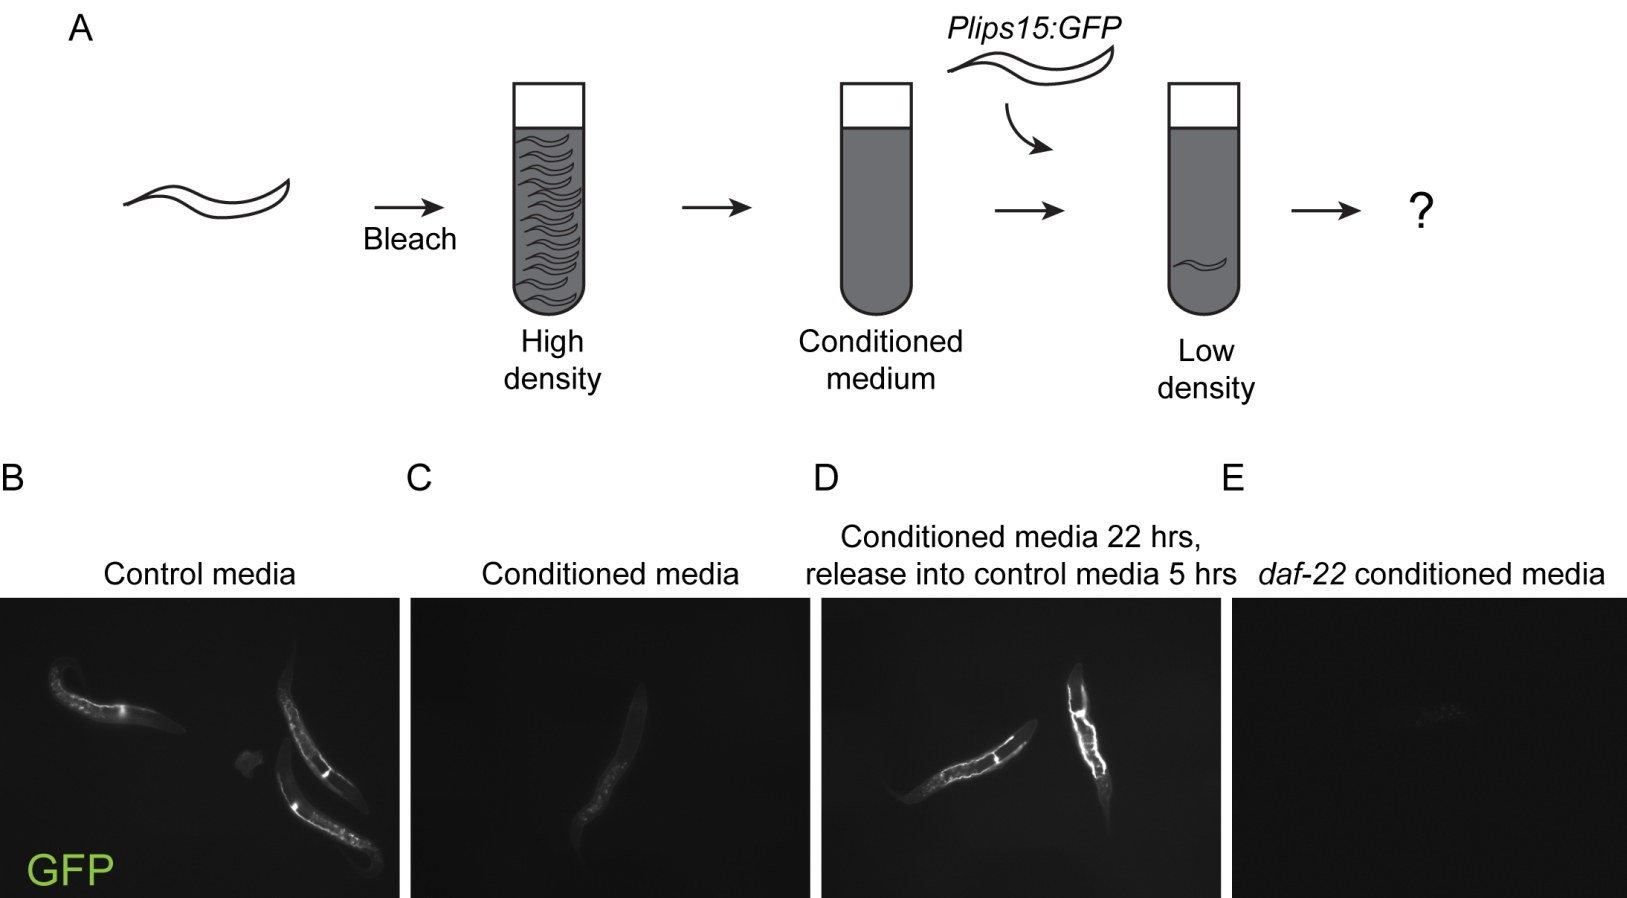 A
Plips15:GFP
Bleach
?
High
density
Conditioned
medium
Low
density
B
C
D
E
Control media
Conditioned media
Conditioned media 22 hrs,
release into control media 5 hrs
daf-22 conditioned media
GFP